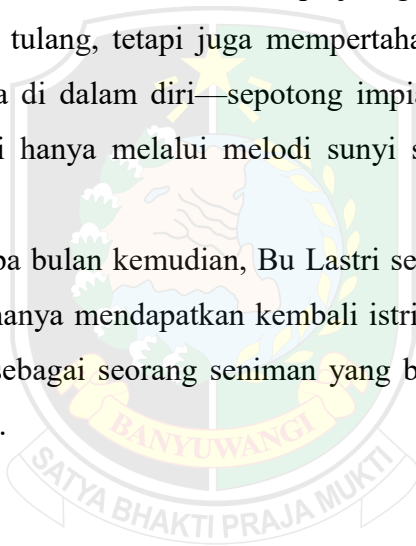 tulang, tetapi juga mempertaha
a di dalam diri—sepotong impia
i hanya melalui melodi sunyi s
pa bulan kemudian, Bu Lastri se
hanya mendapatkan kembali istri
sebagai seorang seniman yang b
.
BANYUWANGI
SATYA BHAKTI PRAJA MUKTI